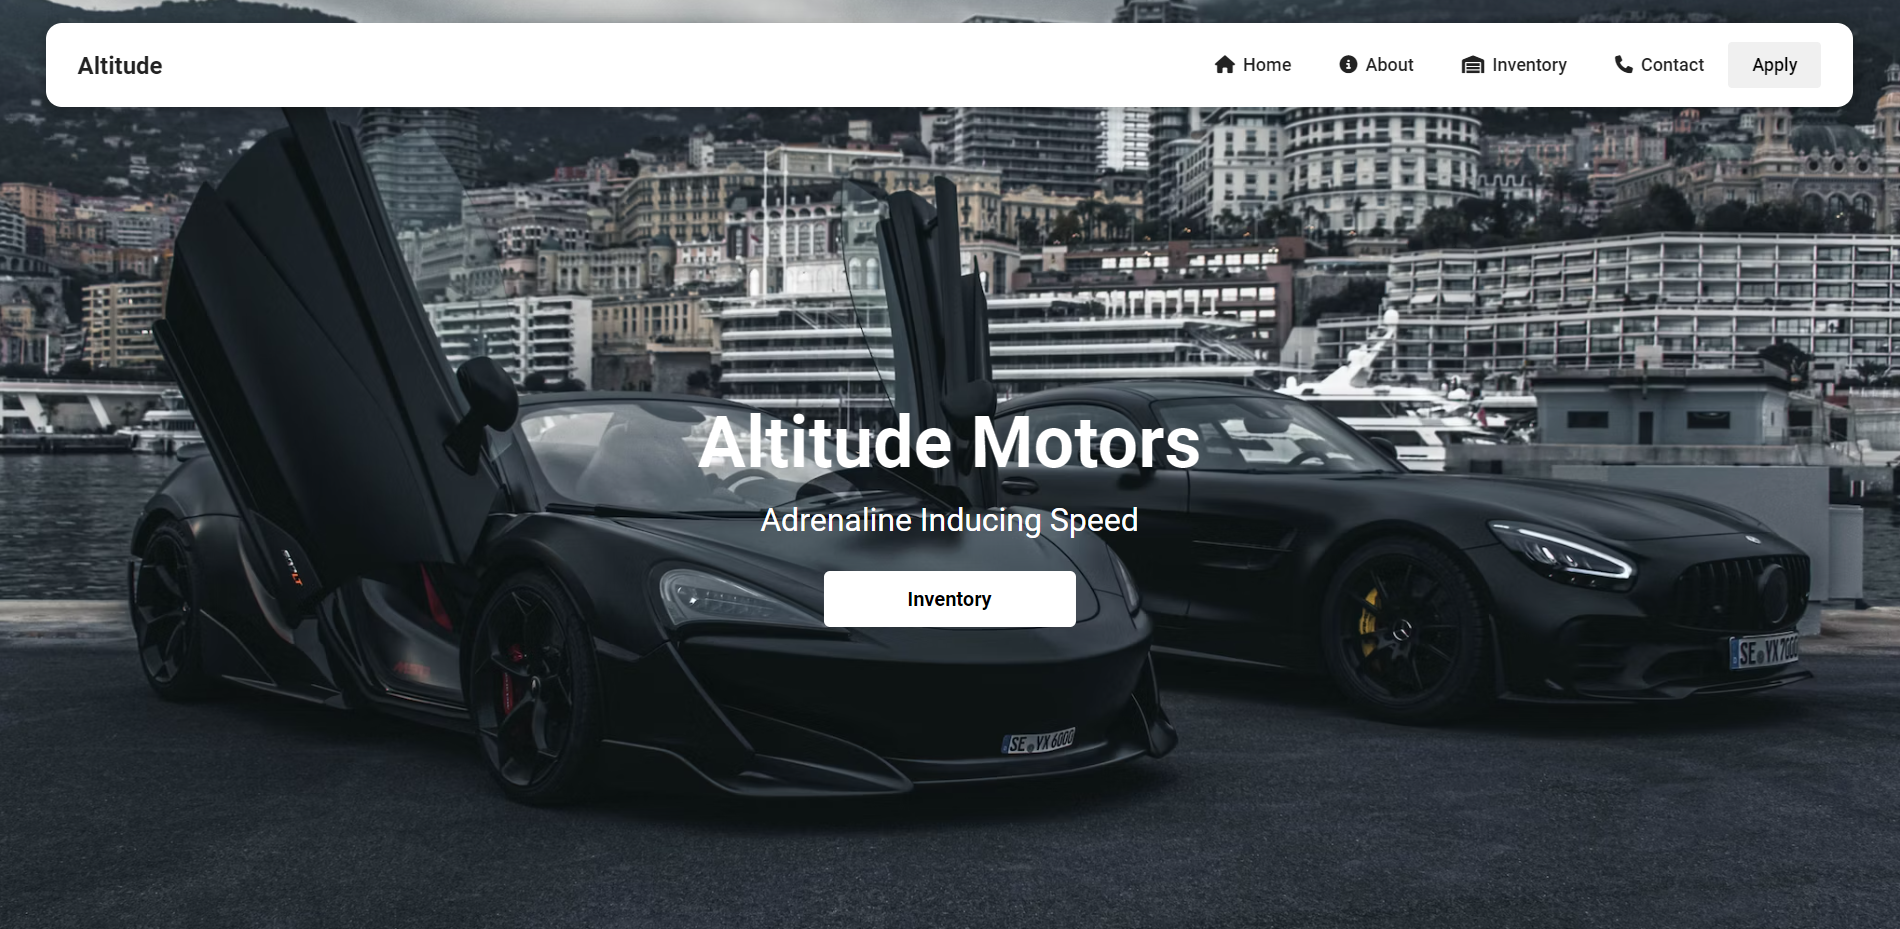 Altitude
Home
About
Inventory
Contact
Apply
Altitude Motors
Adrenaline Inducing Speed
Inventory
SE YX 6000
SE YX 7000